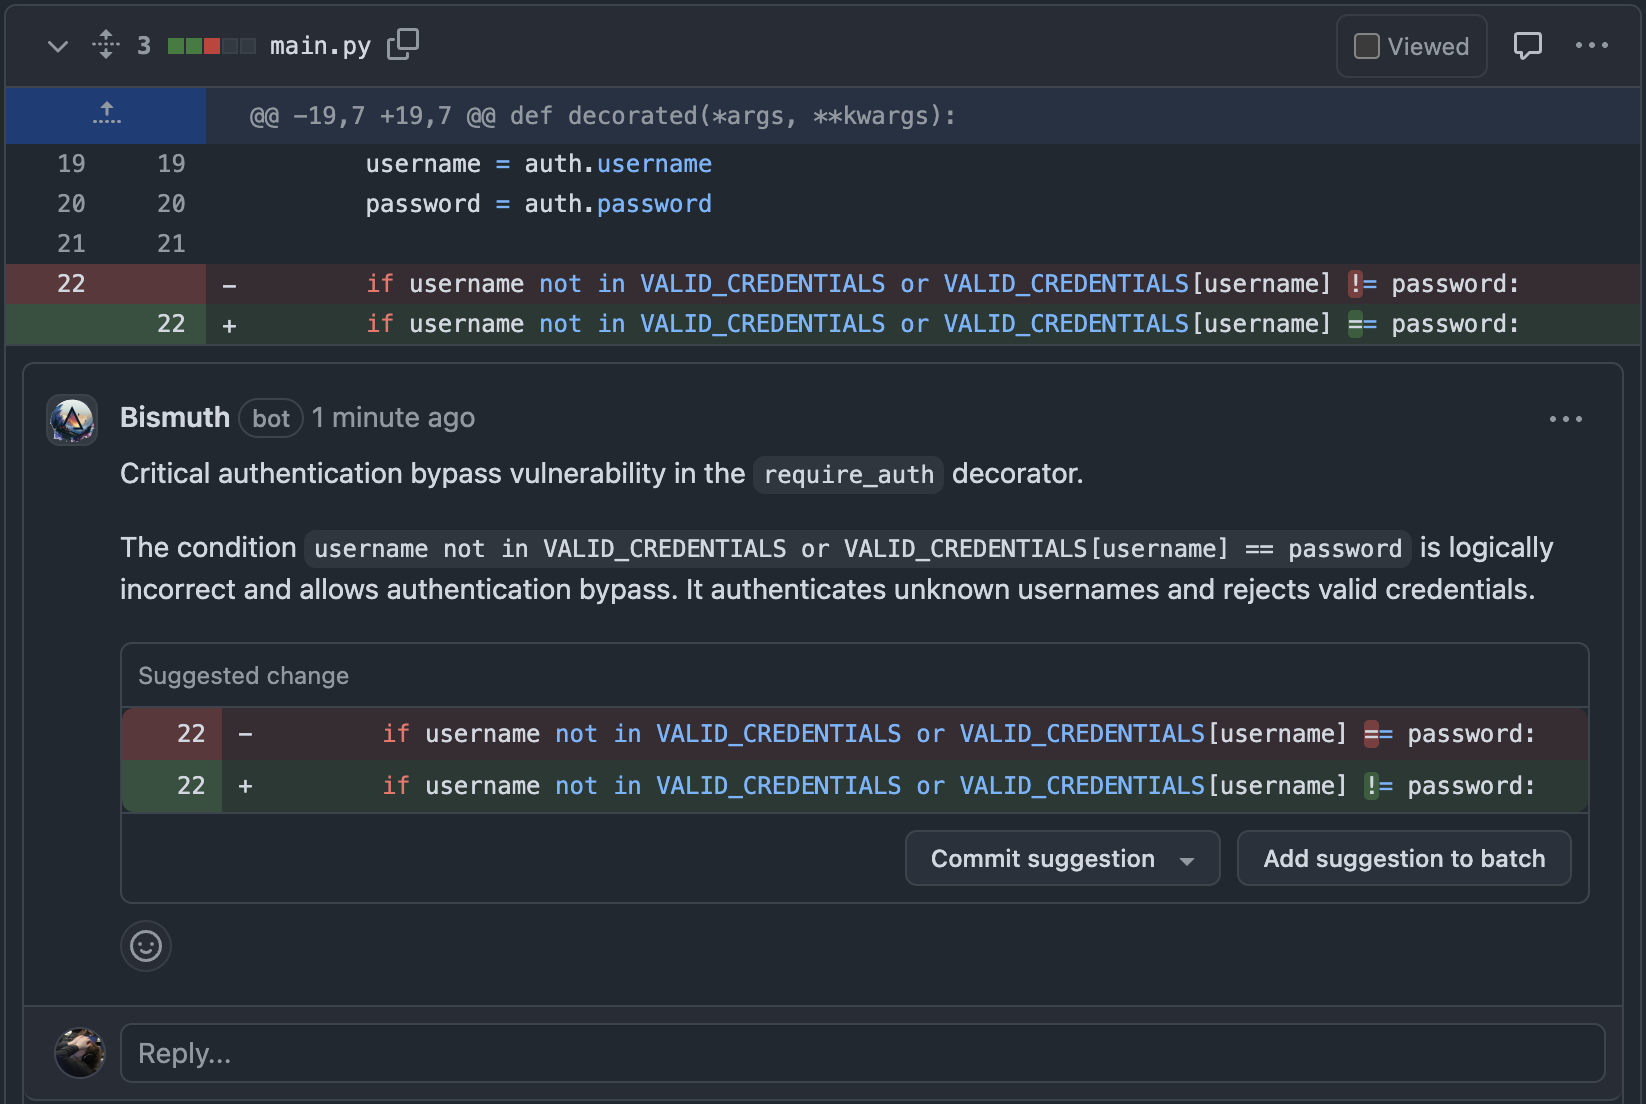 3 main.py Viewed
@@ -19,7 +19,7 @@ def decorated(*args, **kwargs):
19 19 username = auth.username
20 20 password = auth.password
21 21
22 - if username not in VALID_CREDENTIALS or VALID_CREDENTIALS[username] != password:
22 + if username not in VALID_CREDENTIALS or VALID_CREDENTIALS[username] == password:
Bismuth bot 1 minute ago
Critical authentication bypass vulnerability in the require_auth decorator.
The condition username not in VALID_CREDENTIALS or VALID_CREDENTIALS[username] == password is logically
incorrect and allows authentication bypass. It authenticates unknown usernames and rejects valid credentials.
Suggested change
22 - if username not in VALID_CREDENTIALS or VALID_CREDENTIALS[username] == password:
22 + if username not in VALID_CREDENTIALS or VALID_CREDENTIALS[username] != password:
Commit suggestion Add suggestion to batch
Reply...